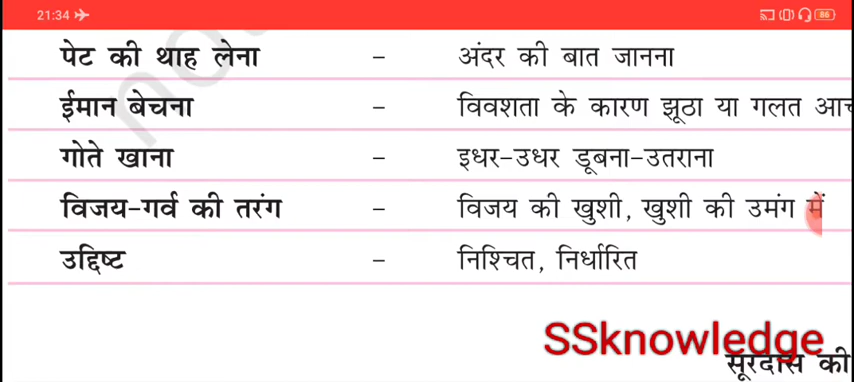 21:34
86
पेट की थाह लेना – अंदर की बात जानना
ईमान बेचना – विवशता के कारण झूठा या गलत
गोते खाना – इधर-उधर डूबना-उतराना
विजय-गर्व की तरंग – विजय की खुशी, खुशी की उमंग में
उद्दिष्ट – निश्चित, निर्धारित
SSknowledge
सूरदास की